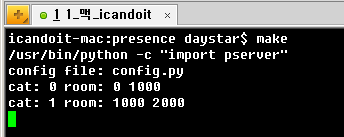 1 1_맥_icandoit
icandoit-mac:presence daystar$ make
/usr/bin/python -c "import pserver"
config file: config.py
cat: 0 room: 0 1000
cat: 1 room: 1000 2000